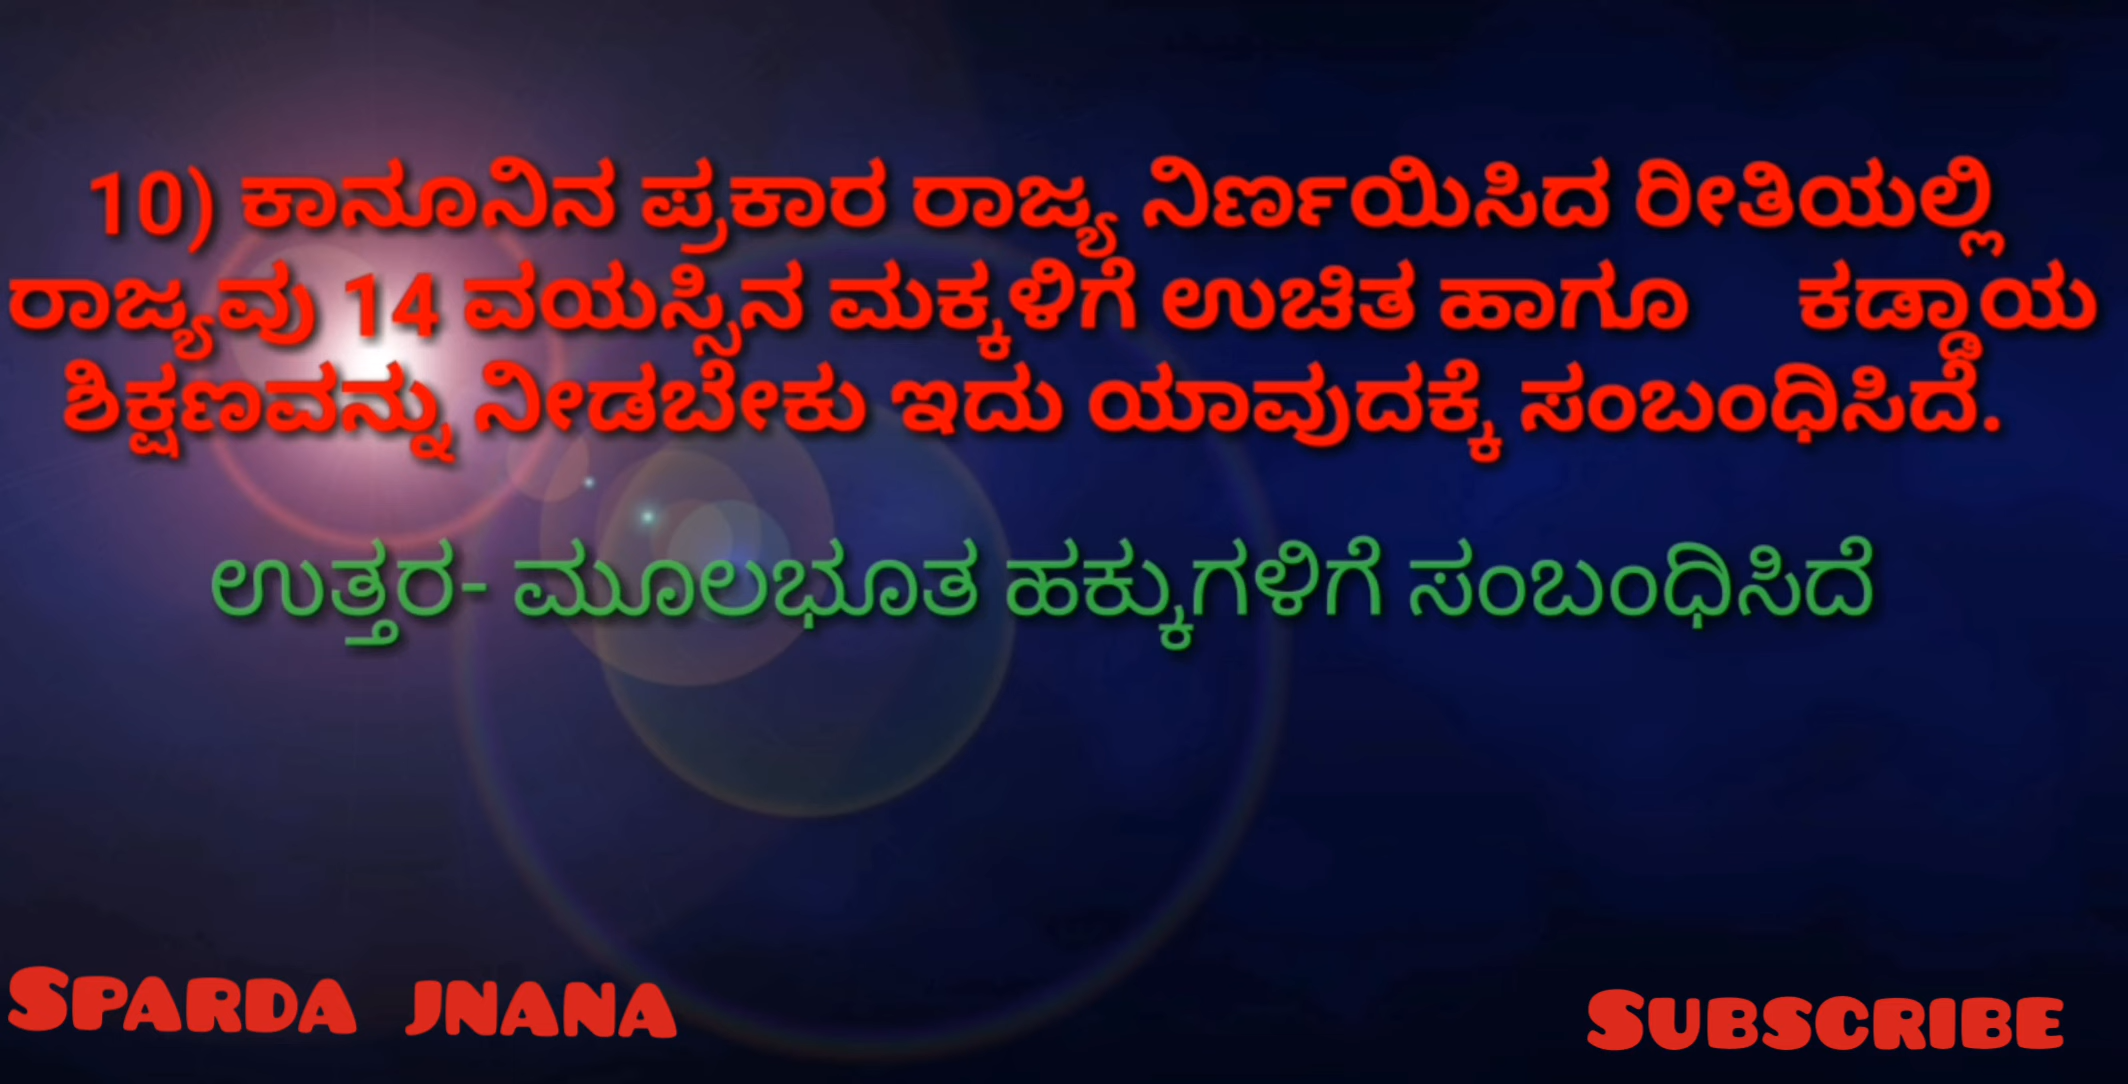 10) ಕಾನೂನಿನ ಪ್ರಕಾರ ರಾಜ್ಯ ನಿರ್ಣಯಿಸಿದ ರೀತಿಯಲ್ಲಿ
ರಾಜ್ಯವು 14 ವಯಸ್ಸಿನ ಮಕ್ಕಳಿಗೆ ಉಚಿತ ಹಾಗೂ ಕಡ್ಡಾಯ
ಶಿಕ್ಷಣವನ್ನು ನೀಡಬೇಕು ಇದು ಯಾವುದಕ್ಕೆ ಸಂಬಂಧಿಸಿದೆ.
ಉತ್ತರ- ಮೂಲಭೂತ ಹಕ್ಕುಗಳಿಗೆ ಸಂಬಂಧಿಸಿದೆ
SPARDA JNANA
SUBSCRIBE